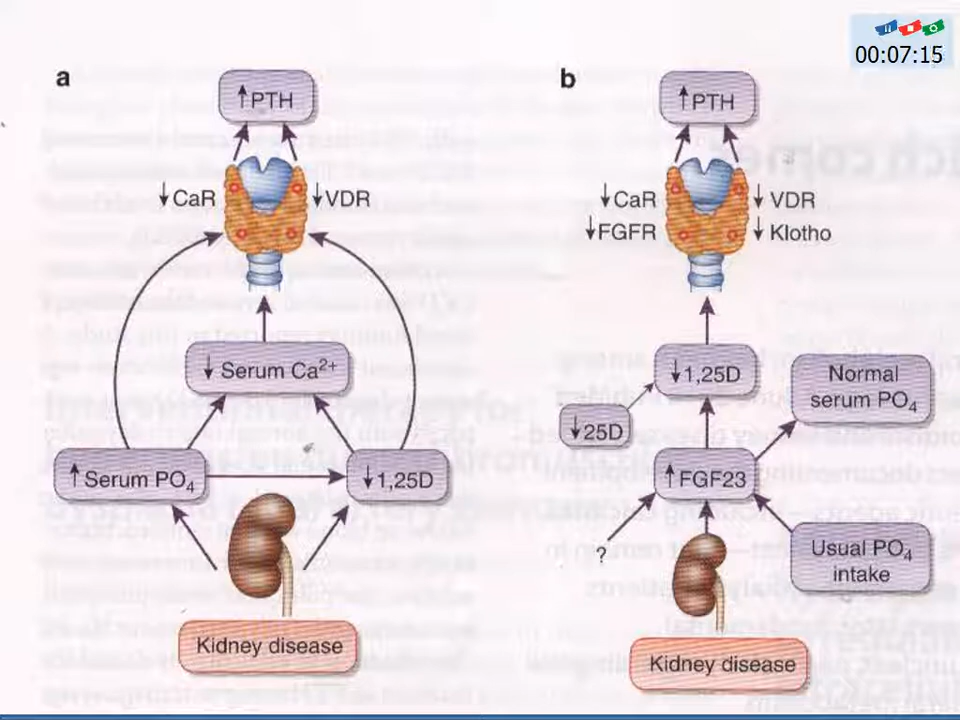 00:07:15
a
↑PTH
↓CaR
↓VDR
↓ Serum Ca2+
↑Serum PO4
↓1,25D
Kidney disease
b
↑PTH
↓CaR
↓ VDR
↓FGFR
↓ Klotho
↓1,25D
Normal
serum PO4
↓25D
↑FGF23
?
Usual PO4
intake
Kidney disease